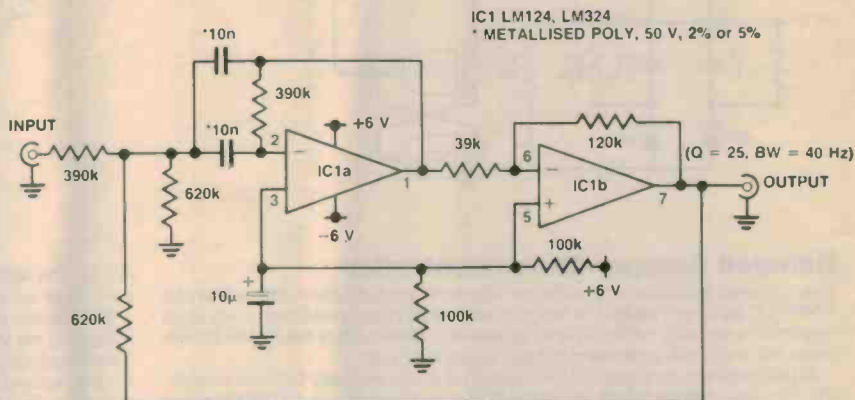 IC1 LM124, LM324
* METALLISED POLY, 50 V, 2% or 5%
*10n
390k
+6 V
INPUT
*10n
2
−
IC1a
1
39k
120k
6
−
IC1b
7
(Q = 25, BW = 40 Hz)
OUTPUT
390k
620k
3
−6 V
5
+
100k
+6 V
+
10μ
100k
620k